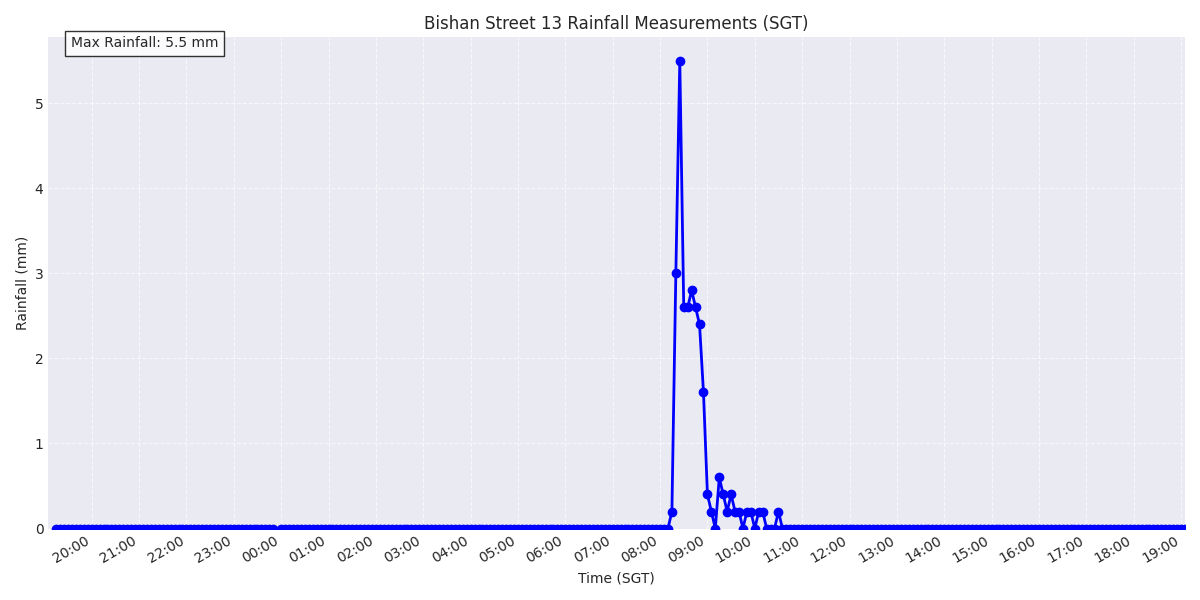 Bishan Street 13 Rainfall Measurements (SGT)
Max Rainfall: 5.5 mm
Rainfall (mm)
5
4
3
2
1
0
20:00 21:00 22:00 23:00 00:00 01:00 02:00 03:00 04:00 05:00 06:00 07:00 08:00 09:00 10:00 11:00 12:00 13:00 14:00 15:00 16:00 17:00 18:00 19:00
Time (SGT)